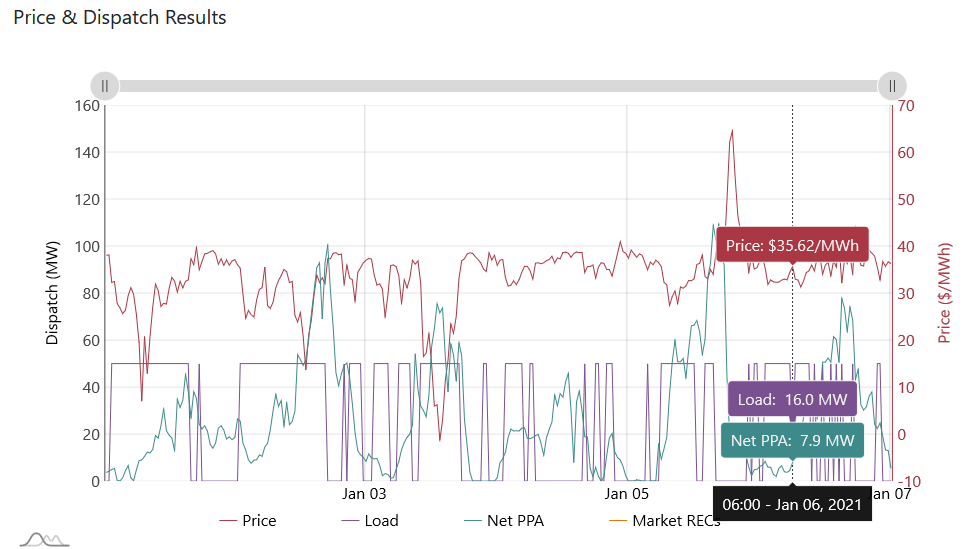 Price & Dispatch Results
160 70
140 60
120 50
100 40
80 30
60 20
40 10
20 0
0 -10
Dispatch (MW)
Price ($/MWh)
Price: $35.62/MWh
Load: 16.0 MW
Net PPA: 7.9 MW
Jan 03 Jan 05 an 07
06:00 - Jan 06, 2021
Price Load Net PPA Market RECs